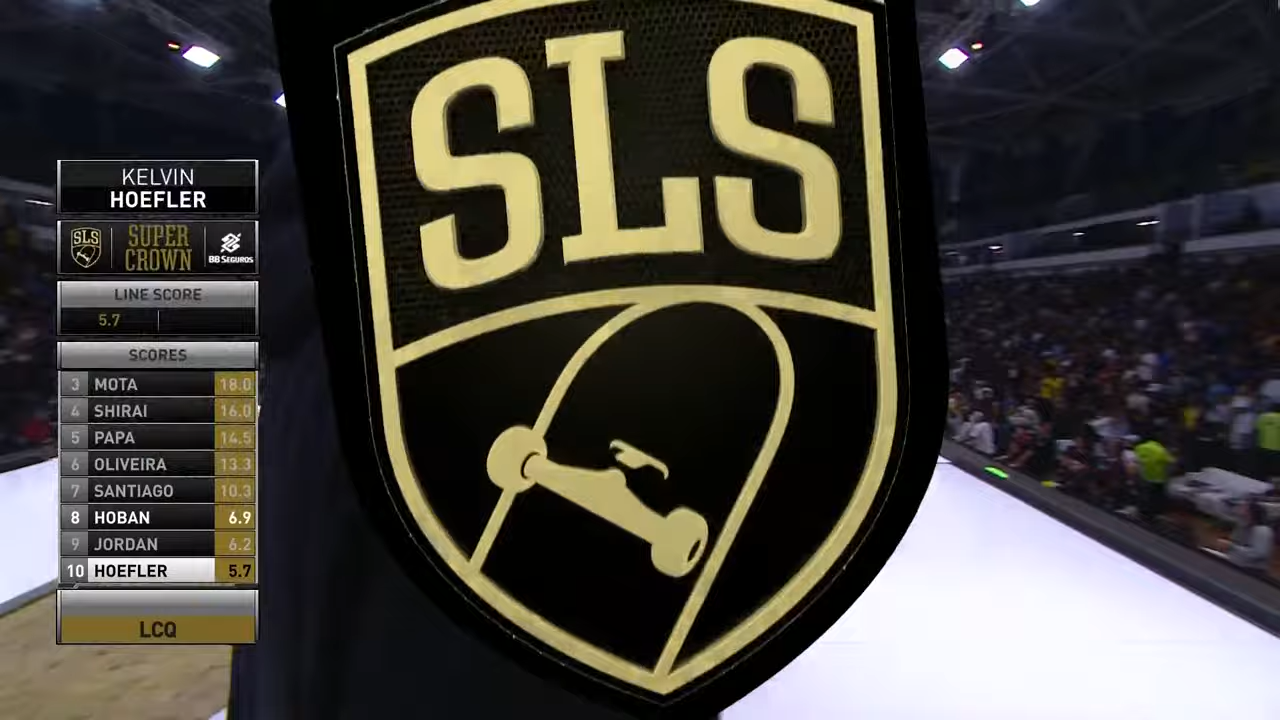 SLS
KELVIN
HOEFLER
SLS
SUPER
CROWN
BB SEGUROS
LINE SCORE
5.7
SCORES
3 MOTA 18.0
4 SHIRAI 16.0
5 PAPA 14.5
6 OLIVEIRA 13.3
7 SANTIAGO 10.3
8 HOBAN 6.9
9 JORDAN 6.2
10 HOEFLER 5.7
LCQ